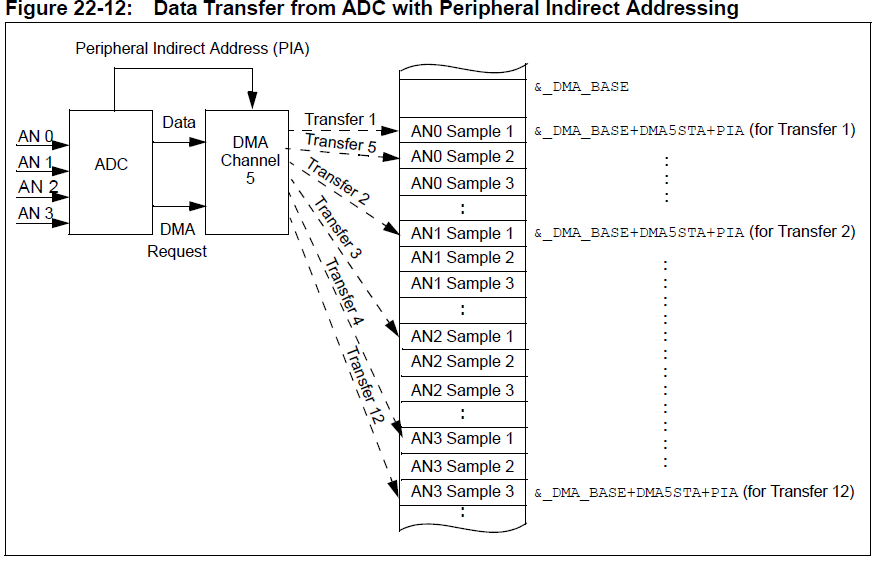 Figure 22-12: Data Transfer from ADC with Peripheral Indirect Addressing
Peripheral Indirect Address (PIA)
AN 0
AN 1
AN 2
AN 3
ADC
Data
DMA
Request
DMA
Channel
5
Transfer 1
Transfer 5
Transfer 2
Transfer 3
Transfer 4
Transfer 12
&_DMA_BASE
AN0 Sample 1
&_DMA_BASE+DMA5STA+PIA (for Transfer 1)
AN0 Sample 2
AN0 Sample 3
AN1 Sample 1
&_DMA_BASE+DMA5STA+PIA (for Transfer 2)
AN1 Sample 2
AN1 Sample 3
AN2 Sample 1
AN2 Sample 2
AN2 Sample 3
AN3 Sample 1
AN3 Sample 2
AN3 Sample 3
&_DMA_BASE+DMA5STA+PIA (for Transfer 12)